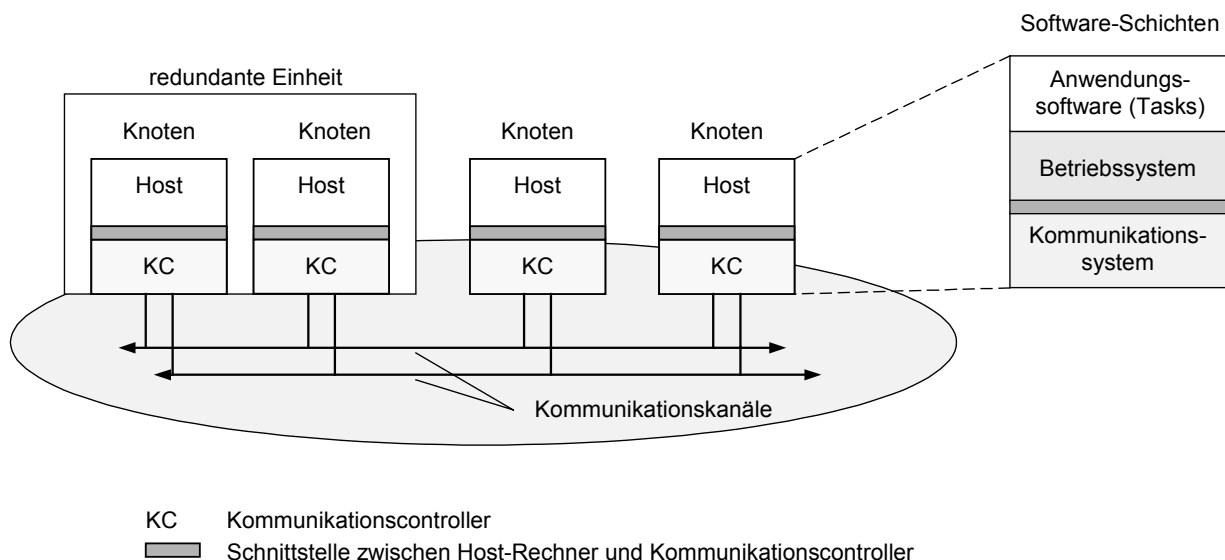 Software-Schichten
redundante Einheit
Anwendungs-
software (Tasks)
Knoten
Knoten
Knoten
Knoten
Host
Host
Host
Host
Betriebssystem
KC
KC
KC
KC
Kommunikations-
system
Kommunikationskanäle
KC Kommunikationscontroller
Schnittstelle zwischen Host-Rechner und Kommunikationscontroller